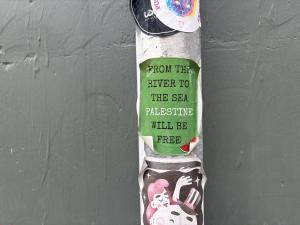 FROM THE
RIVER TO
THE SEA
PALESTINE
WILL BE
FREE